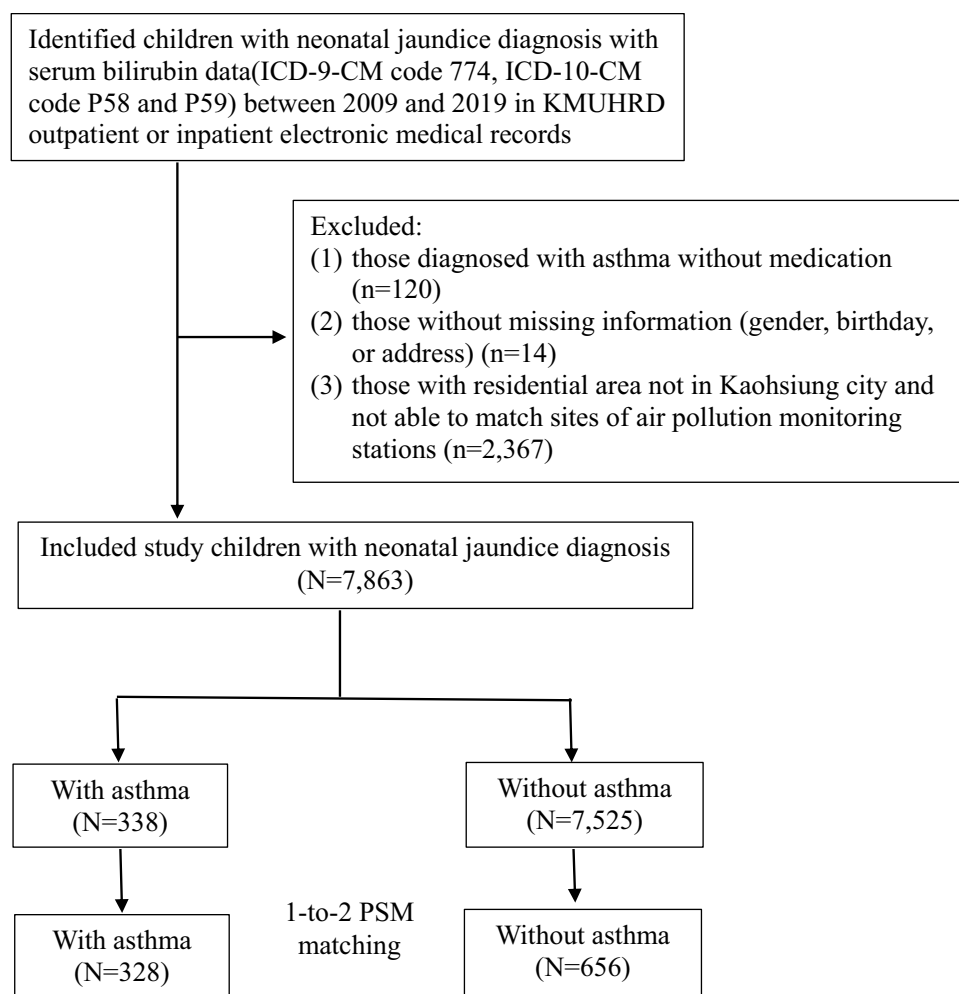 Identified children with neonatal jaundice diagnosis with
serum bilirubin data(ICD-9-CM code 774, ICD-10-CM
code P58 and P59) between 2009 and 2019 in KMUHRD
outpatient or inpatient electronic medical records
Excluded:
(1) those diagnosed with asthma without medication
(n=120)
(2) those without missing information (gender, birthday,
or address) (n=14)
(3) those with residential area not in Kaohsiung city and
not able to match sites of air pollution monitoring
stations (n=2,367)
Included study children with neonatal jaundice diagnosis
(N=7,863)
With asthma
(N=338)
Without asthma
(N=7,525)
With asthma
(N=328)
1-to-2 PSM
matching
Without asthma
(N=656)